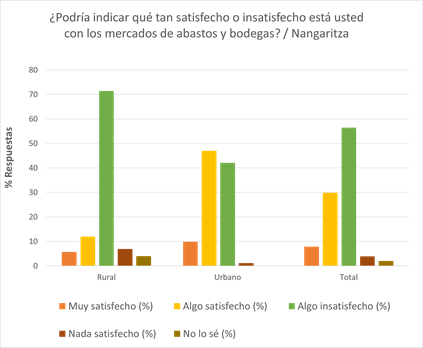 ¿Podría indicar qué tan satisfecho o insatisfecho está usted
con los mercados de abastos y bodegas? / Nangaritza
% Respuestas
80
70
60
50
40
30
20
10
0
Rural
Urbano
Total
Muy satisfecho (%)
Algo satisfecho (%)
Algo insatisfecho (%)
Nada satisfecho (%)
No lo sé (%)